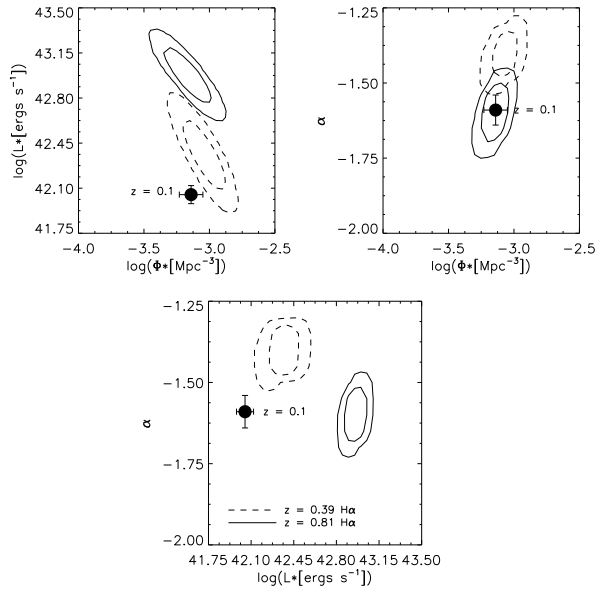 43.50
43.15
42.80
42.45
42.10
41.75
log(L*[ergs s⁻¹])
z = 0.1
−4.0 −3.5 −3.0 −2.5
log(Φ*[Mpc⁻³])
−1.25
−1.50
−1.75
−2.00
α
z = 0.1
−4.0 −3.5 −3.0 −2.5
log(Φ*[Mpc⁻³])
−1.25
−1.50
−1.75
−2.00
α
z = 0.1
z = 0.39 Hα
z = 0.81 Hα
41.75 42.10 42.45 42.80 43.15 43.50
log(L*[ergs s⁻¹])